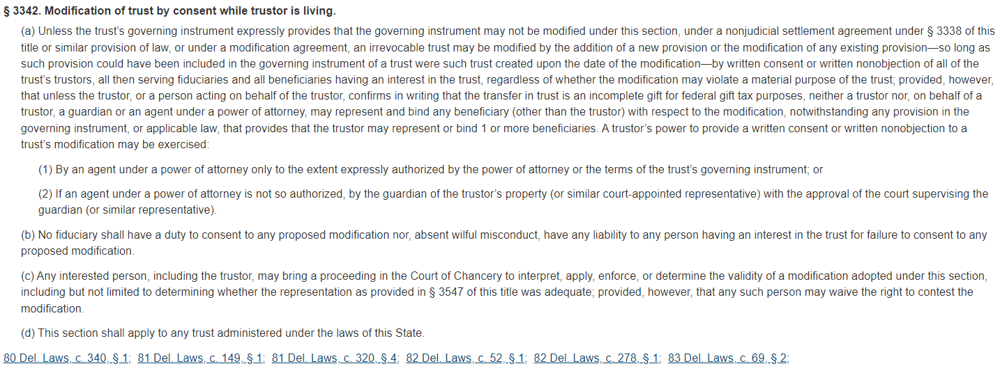 § 3342. Modification of trust by consent while trustor is living.
(a) Unless the trust’s governing instrument expressly provides that the governing instrument may not be modified under this section, under a nonjudicial settlement agreement under § 3338 of this
title or similar provision of law, or under a modification agreement, an irrevocable trust may be modified by the addition of a new provision or the modification of any existing provision—so long as
such provision could have been included in the governing instrument of a trust were such trust created upon the date of the modification—by written consent or written nonobjection of all of the
trust’s trustors, all then serving fiduciaries and all beneficiaries having an interest in the trust, regardless of whether the modification may violate a material purpose of the trust; provided, however,
that unless the trustor, or a person acting on behalf of the trustor, confirms in writing that the transfer in trust is an incomplete gift for federal gift tax purposes, neither a trustor nor, on behalf of a
trustor, a guardian or an agent under a power of attorney, may represent and bind any beneficiary (other than the trustor) with respect to the modification, notwithstanding any provision in the
governing instrument, or applicable law, that provides that the trustor may represent or bind 1 or more beneficiaries. A trustor’s power to provide a written consent or written nonobjection to a
trust’s modification may be exercised:
(1) By an agent under a power of attorney only to the extent expressly authorized by the power of attorney or the terms of the trust’s governing instrument; or
(2) If an agent under a power of attorney is not so authorized, by the guardian of the trustor’s property (or similar court-appointed representative) with the approval of the court supervising the
guardian (or similar representative).
(b) No fiduciary shall have a duty to consent to any proposed modification nor, absent wilful misconduct, have any liability to any person having an interest in the trust for failure to consent to any
proposed modification.
(c) Any interested person, including the trustor, may bring a proceeding in the Court of Chancery to interpret, apply, enforce, or determine the validity of a modification adopted under this section,
including but not limited to determining whether the representation as provided in § 3547 of this title was adequate; provided, however, that any such person may waive the right to contest the
modification.
(d) This section shall apply to any trust administered under the laws of this State.
80 Del. Laws, c. 340, § 1; 81 Del. Laws, c. 149, § 1; 81 Del. Laws, c. 320, § 4; 82 Del. Laws, c. 52, § 1; 82 Del. Laws, c. 278, § 1; 83 Del. Laws, c. 69, § 2;